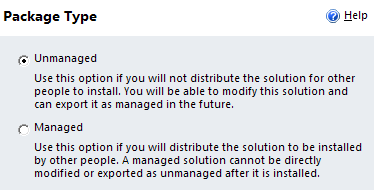 Package Type
Help
Unmanaged
Use this option if you will not distribute the solution for other
people to install. You will be able to modify this solution and
can export it as managed in the future.
Managed
Use this option if you will distribute the solution to be installed
by other people. A managed solution cannot be directly
modified or exported as unmanaged after it is installed.